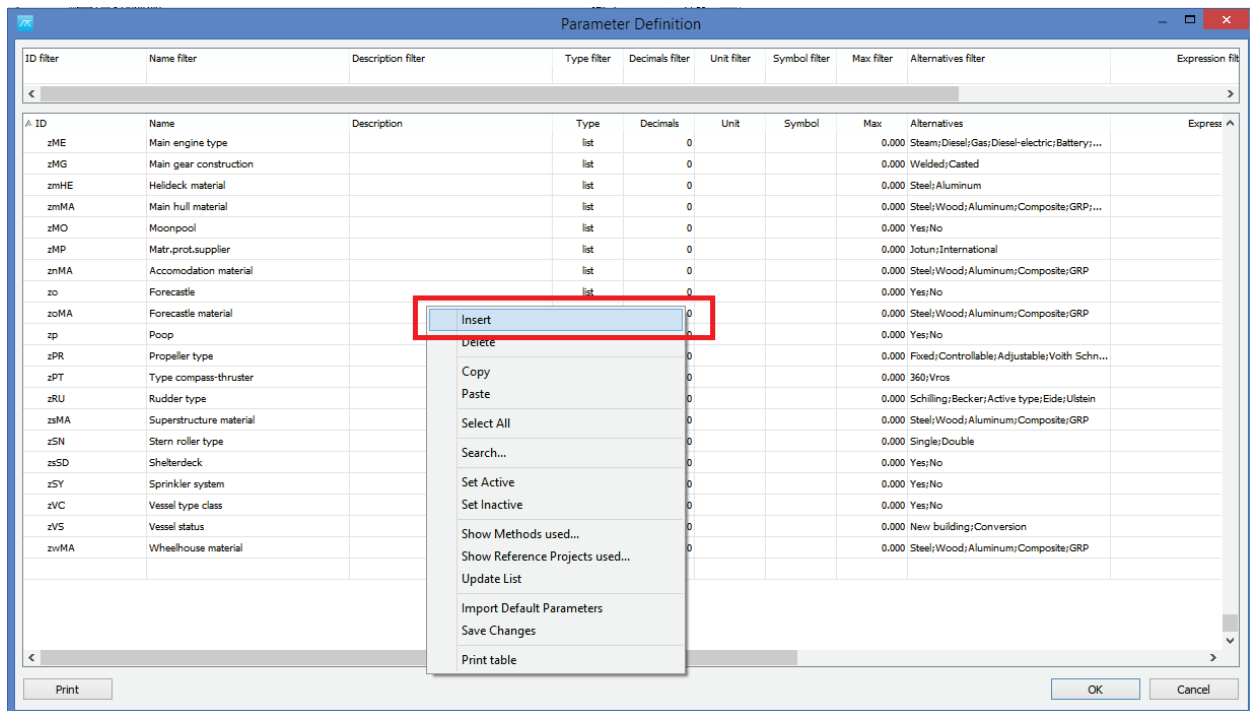 Parameter Definition
ID filter Name filter Description filter Type filter Decimals filter Unit filter Symbol filter Max filter Alternatives filter Expression filt
ID Name Description Type Decimals Unit Symbol Max Alternatives Express
zME Main engine type list 0 0.000 Steam;Diesel;Gas;Diesel-electric;Battery;...
zMG Main gear construction list 0 0.000 Welded;Casted
zmHE Helideck material list 0 0.000 Steel;Aluminum
zmMA Main hull material list 0 0.000 Steel;Wood;Aluminum;Composite;GRP;...
zMO Moonpool list 0 0.000 Yes;No
zMP Matr.prot.supplier list 0 0.000 Jotun;International
znMA Accomodation material list 0 0.000 Steel;Wood;Aluminum;Composite;GRP
zo Forecastle list 0 0.000 Yes;No
zoMA Forecastle material 0 0.000 Steel;Wood;Aluminum;Composite;GRP
zp Poop 0 0.000 Yes;No
zPR Propeller type 0 0.000 Fixed;Controllable;Adjustable;Voith Schn...
zPT Type compass-thruster 0 0.000 360;Vros
zRU Rudder type 0 0.000 Schilling;Becker;Active type;Eide;Ulstein
zsMA Superstructure material 0 0.000 Steel;Wood;Aluminum;Composite;GRP
zSN Stern roller type 0 0.000 Single;Double
zsSD Shelterdeck 0 0.000 Yes;No
zSY Sprinkler system 0 0.000 Yes;No
zVC Vessel type class 0 0.000 Yes;No
zVS Vessel status 0 0.000 New building;Conversion
zwMA Wheelhouse material 0 0.000 Steel;Wood;Aluminum;Composite;GRP
Insert
Delete
Copy
Paste
Select All
Search...
Set Active
Set Inactive
Show Methods used...
Show Reference Projects used...
Update List
Import Default Parameters
Save Changes
Print table
Print OK Cancel